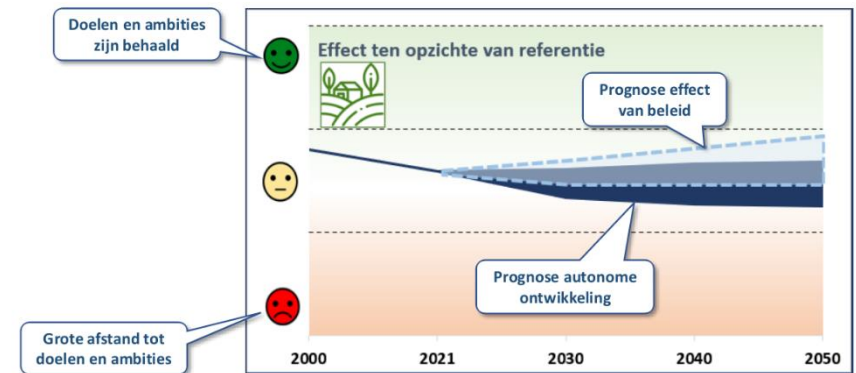 Doelen en ambities
zijn behaald
Effect ten opzichte van referentie
Prognose effect
van beleid
Prognose autonome
ontwikkeling
Grote afstand tot
doelen en ambities
2000 2021 2030 2040 2050